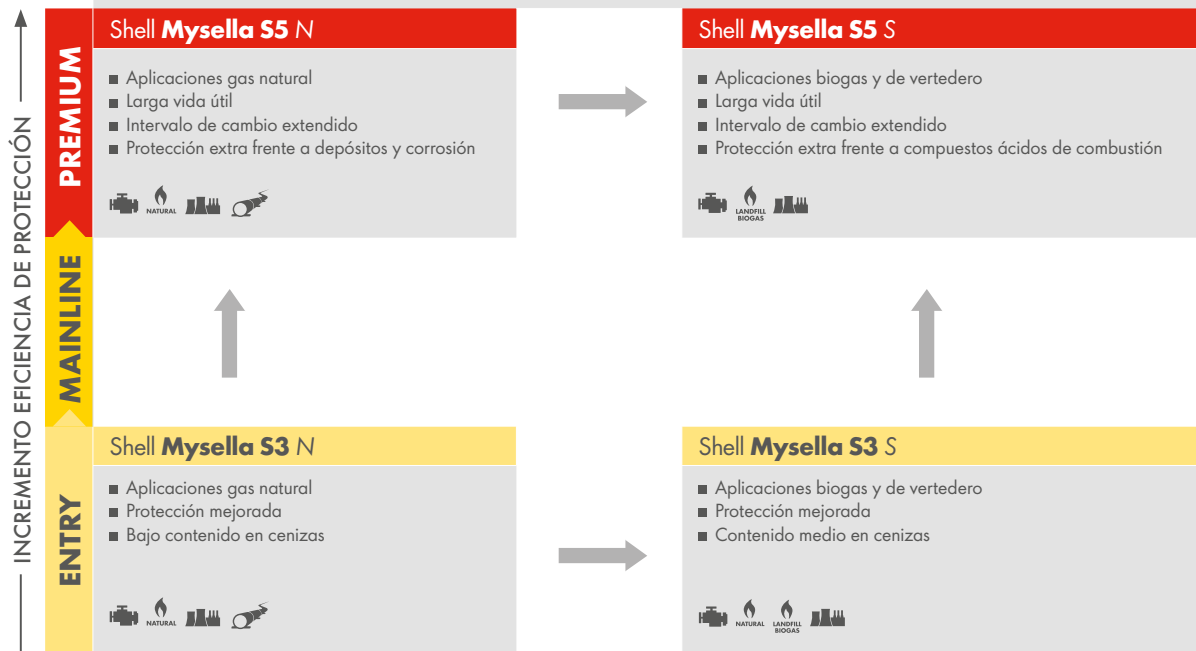 INCREMENTO EFICIENCIA DE PROTECCIÓN
PREMIUM
MAINLINE
ENTRY
Shell Mysella S5 N
Aplicaciones gas natural
Larga vida útil
Intervalo de cambio extendido
Protección extra frente a depósitos y corrosión
NATURAL
Shell Mysella S5 S
Aplicaciones biogas y de vertedero
Larga vida útil
Intervalo de cambio extendido
Protección extra frente a compuestos ácidos de combustión
LANDFILL
BIOGAS
Shell Mysella S3 N
Aplicaciones gas natural
Protección mejorada
Bajo contenido en cenizas
NATURAL
Shell Mysella S3 S
Aplicaciones biogas y de vertedero
Protección mejorada
Contenido medio en cenizas
NATURAL
LANDFILL
BIOGAS